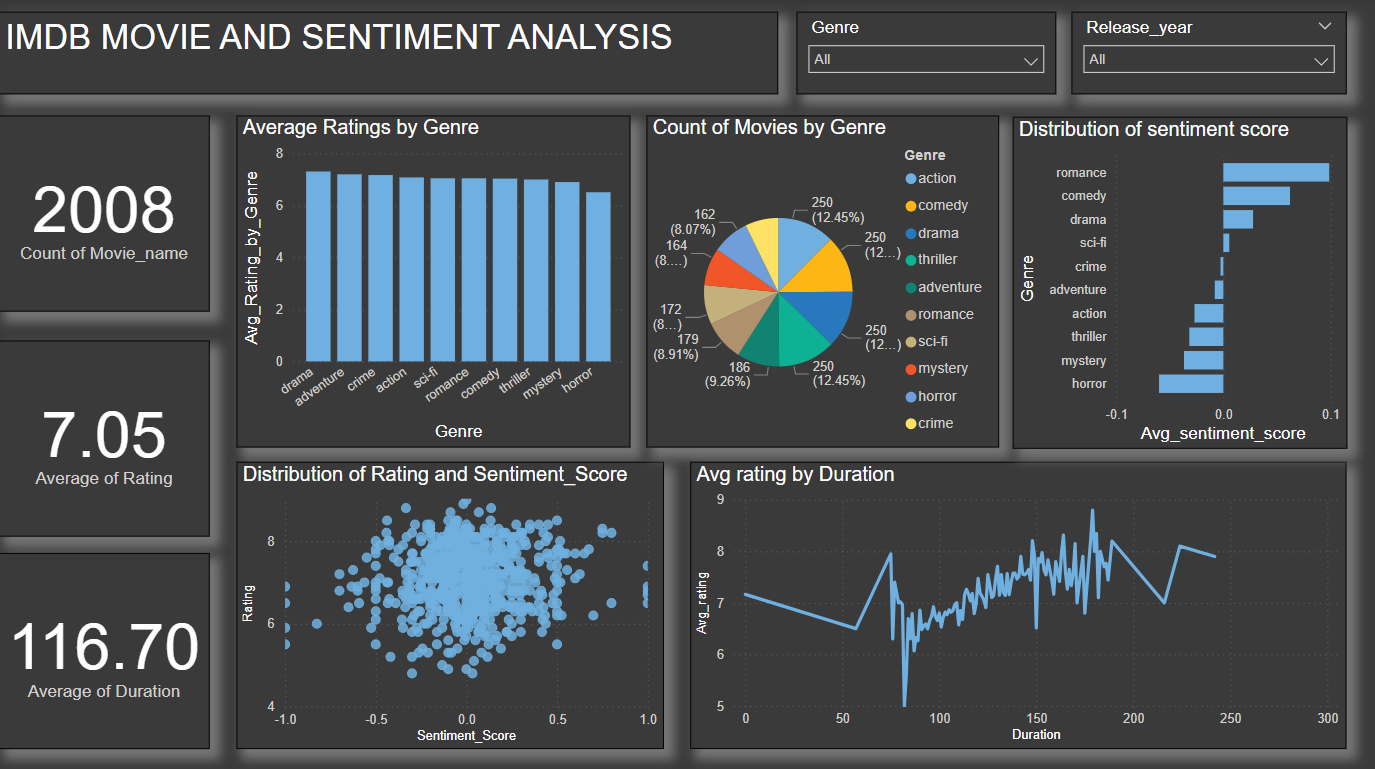 IMDB MOVIE AND SENTIMENT ANALYSIS
Genre
All
Release_year
All
2008
Count of Movie_name
7.05
Average of Rating
116.70
Average of Duration
Average Ratings by Genre
Avg_Rating_by_Genre
8
6
4
2
0
drama
adventure
crime
action
sci-fi
romance
comedy
thriller
mystery
horror
Genre
Count of Movies by Genre
250
(12.45%)
250
(12...)
250
(12...)
250
(12.45%)
186
(9.26%)
179
(8.91%)
172
(8...)
164
(8....)
162
(8.07%)
Genre
action
comedy
drama
thriller
adventure
romance
sci-fi
mystery
horror
crime
Distribution of sentiment score
Genre
romance
comedy
drama
sci-fi
crime
adventure
action
thriller
mystery
horror
-0.1
0.0
0.1
Avg_sentiment_score
Distribution of Rating and Sentiment_Score
Rating
8
6
4
-1.0
-0.5
0.0
0.5
1.0
Sentiment_Score
Avg rating by Duration
Avg_rating
9
8
7
6
5
0
50
100
150
200
250
300
Duration